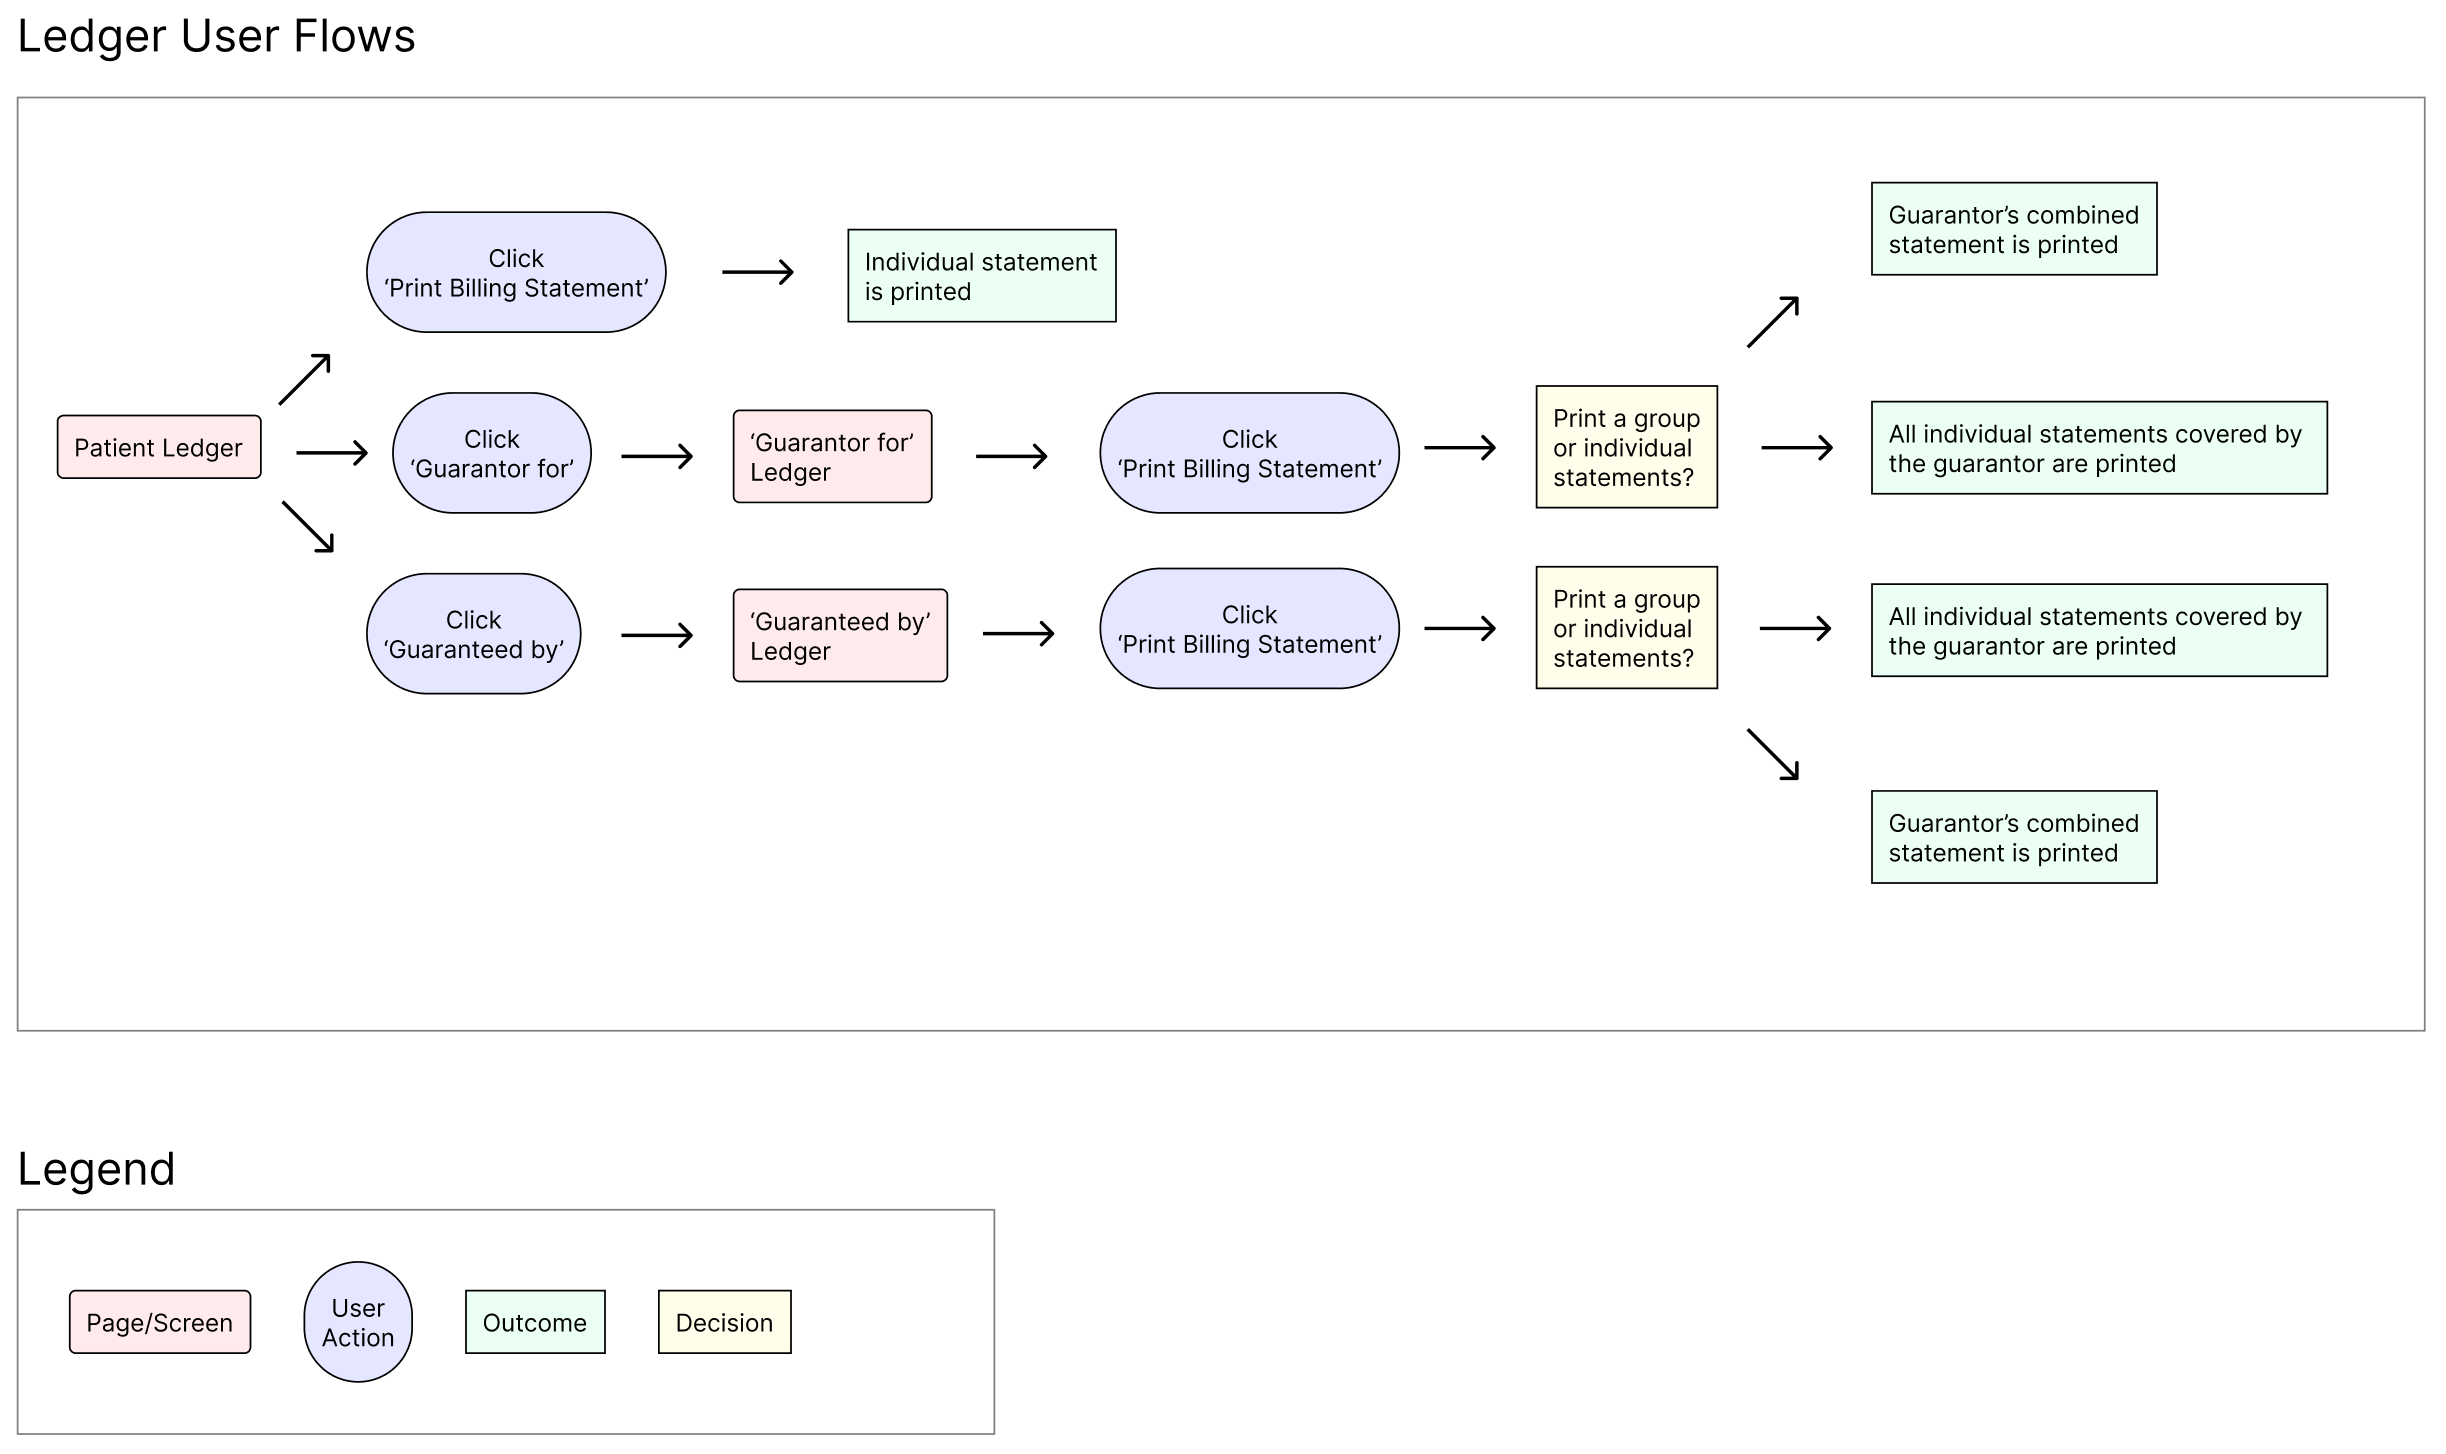 Ledger User Flows
Guarantor’s combined
statement is printed
Click
‘Print Billing Statement’
Individual statement
is printed
Patient Ledger
Click
‘Guarantor for’
‘Guarantor for’
Ledger
Click
‘Print Billing Statement’
Print a group
or individual
statements?
All individual statements covered by
the guarantor are printed
Click
‘Guaranteed by’
‘Guaranteed by’
Ledger
Click
‘Print Billing Statement’
Print a group
or individual
statements?
All individual statements covered by
the guarantor are printed
Guarantor’s combined
statement is printed
Legend
Page/Screen
User
Action
Outcome
Decision